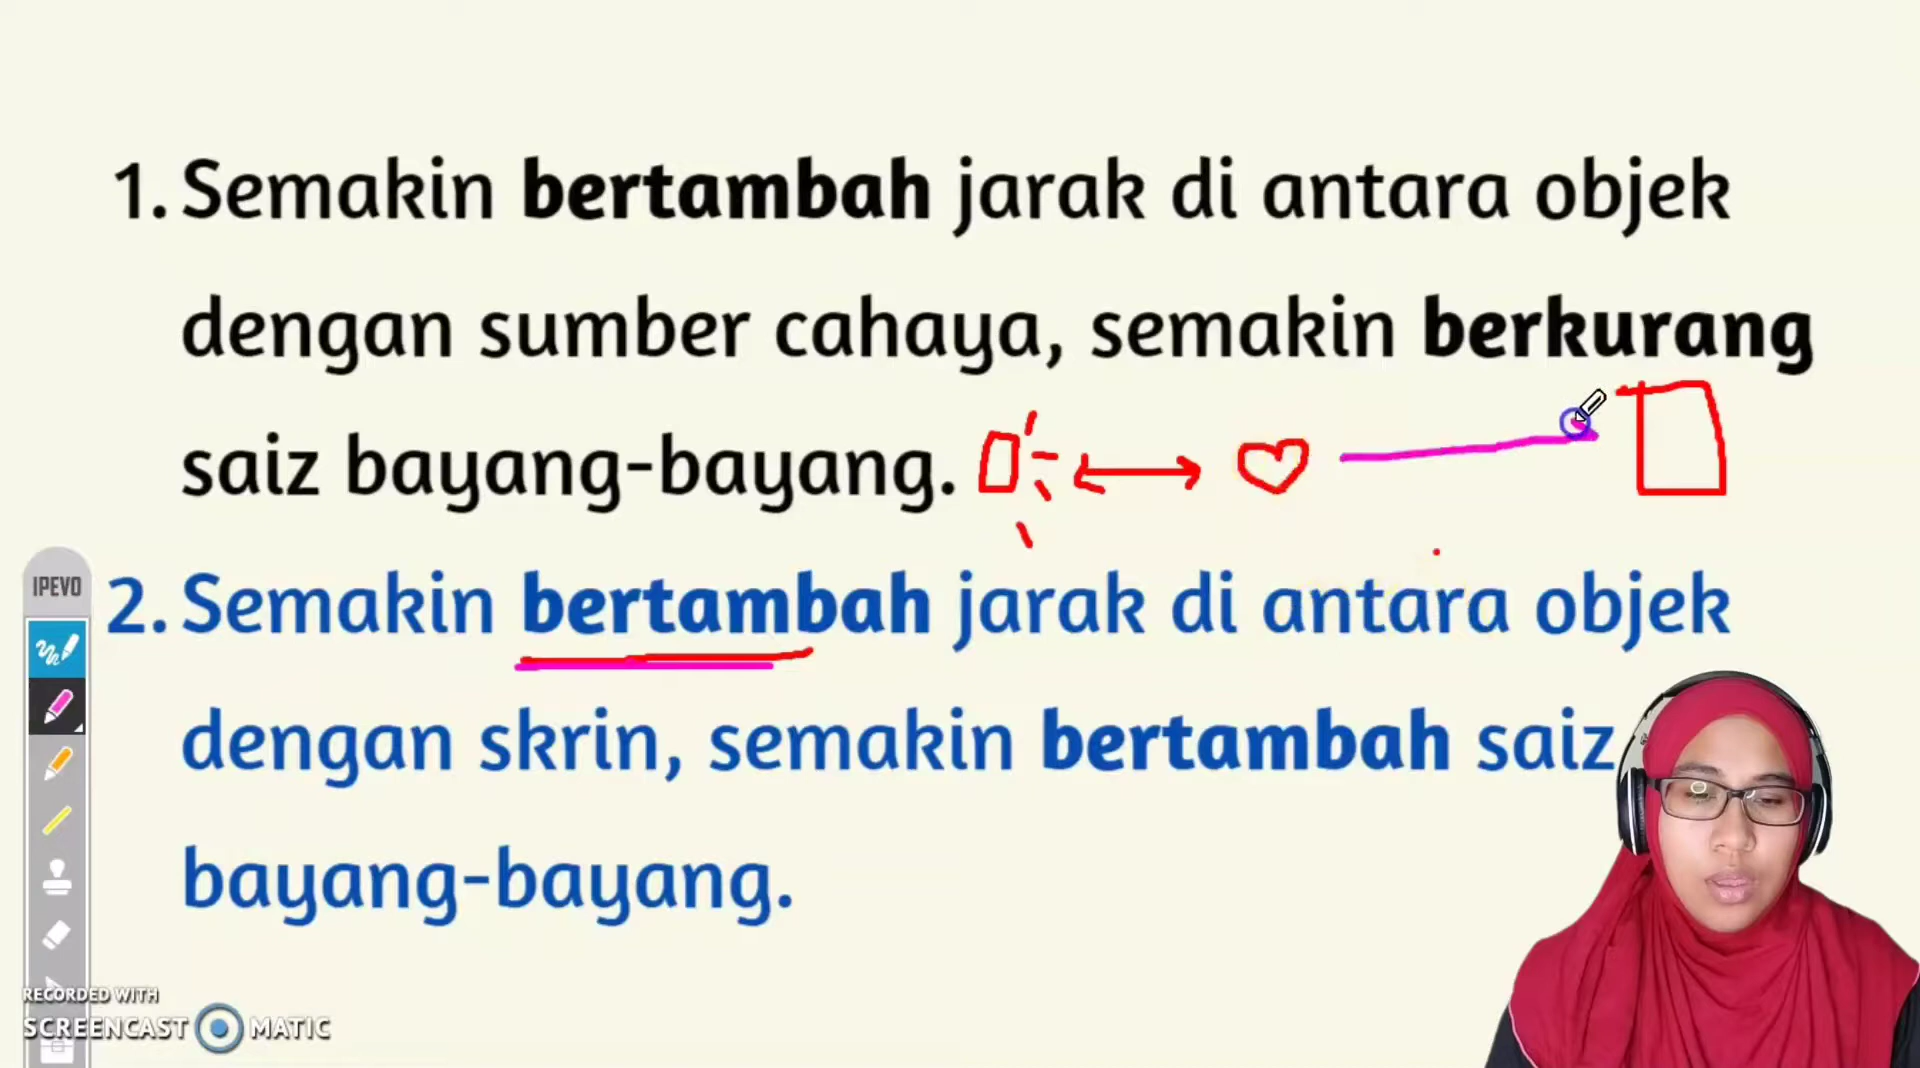 1. Semakin bertambah jarak di antara objek
dengan sumber cahaya, semakin berkurang
saiz bayang-bayang.
IPEVO
2. Semakin bertambah jarak di antara objek
dengan skrin, semakin bertambah saiz
bayang-bayang.
RECORDED WITH
SCREENCAST MATIC